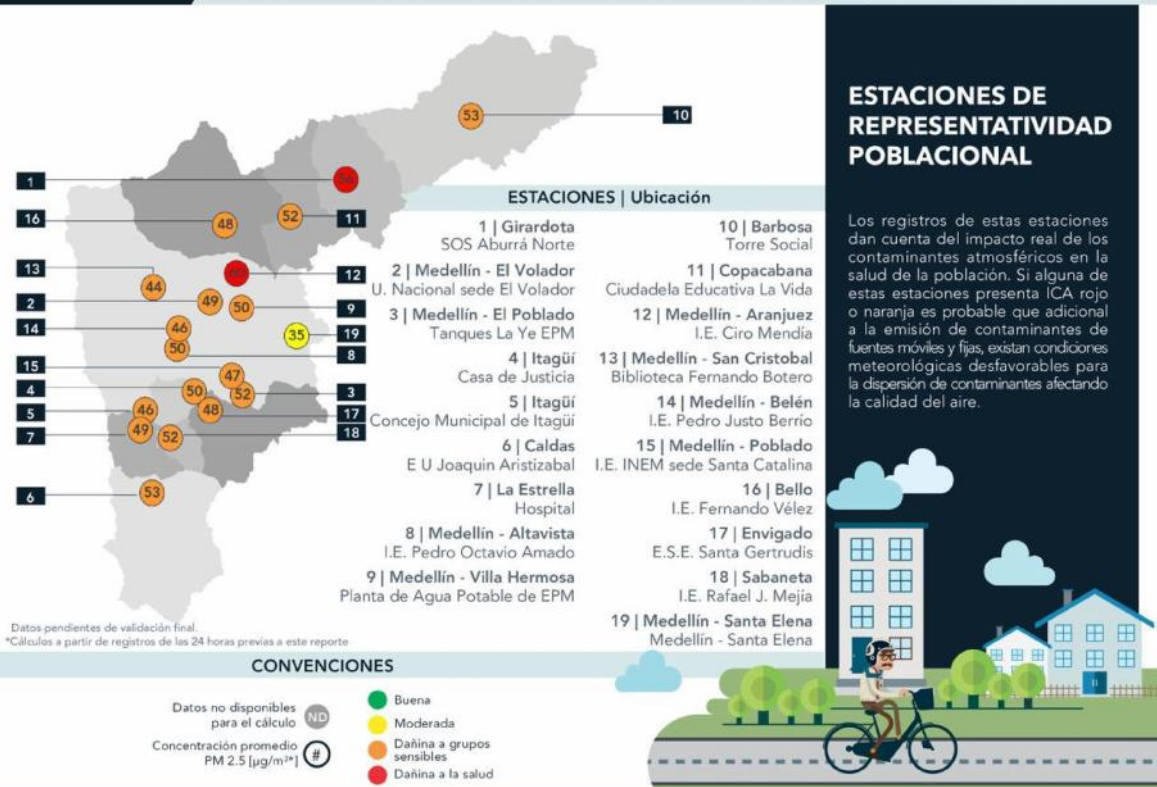 53
10
1
56
16
48
52
11
13
44
12
2
49
50
9
14
46
35
19
50
8
15
47
4
50
52
3
5
46
48
17
7
49
52
18
6
53
Datos pendientes de validación final.
*Cálculos a partir de registros de las 24 horas previas a este reporte
ESTACIONES | Ubicación
1 | Girardota
SOS Aburrá Norte
2 | Medellín - El Volador
U. Nacional sede El Volador
3 | Medellín - El Poblado
Tanques La Ye EPM
4 | Itagüí
Casa de Justicia
5 | Itagüí
Concejo Municipal de Itagüí
6 | Caldas
E U Joaquin Aristizabal
7 | La Estrella
Hospital
8 | Medellín - Altavista
I.E. Pedro Octavio Amado
9 | Medellín - Villa Hermosa
Planta de Agua Potable de EPM
10 | Barbosa
Torre Social
11 | Copacabana
Ciudadela Educativa La Vida
12 | Medellín - Aranjuez
I.E. Ciro Mendía
13 | Medellín - San Cristobal
Biblioteca Fernando Botero
14 | Medellín - Belén
I.E. Pedro Justo Berrio
15 | Medellín - Poblado
I.E. INEM sede Santa Catalina
16 | Bello
I.E. Fernando Vélez
17 | Envigado
E.S.E. Santa Gertrudis
18 | Sabaneta
I.E. Rafael J. Mejía
19 | Medellín - Santa Elena
Medellín - Santa Elena
CONVENCIONES
Datos no disponibles
para el cálculo
ND
Concentración promedio
PM 2.5 [µg/m³*]
#
Buena
Moderada
Dañina a grupos
sensibles
Dañina a la salud
ESTACIONES DE
REPRESENTATIVIDAD
POBLACIONAL
Los registros de estas estaciones
dan cuenta del impacto real de los
contaminantes atmosféricos en la
salud de la población. Si alguna de
estas estaciones presenta ICA rojo
o naranja es probable que adicional
a la emisión de contaminantes de
fuentes móviles y fijas, existan condiciones
meteorológicas desfavorables para
la dispersión de contaminantes afectando
la calidad del aire.